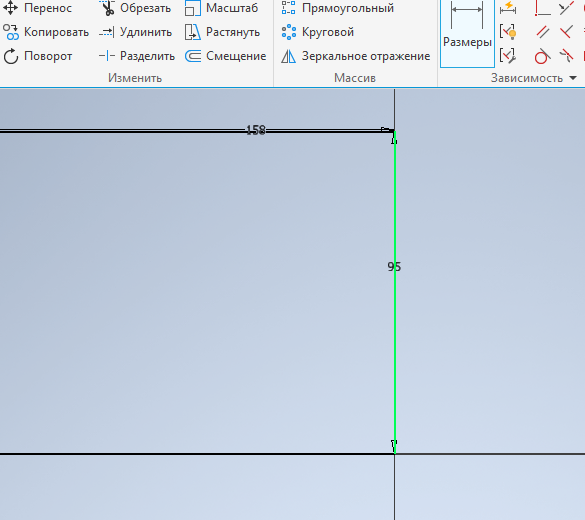 Перенос Обрезать Масштаб Прямоугольный
Копировать Удлинить Растянуть Круговой
Поворот Разделить Смещение Зеркальное отражение Размеры
Изменить Массив Зависимость
158
95